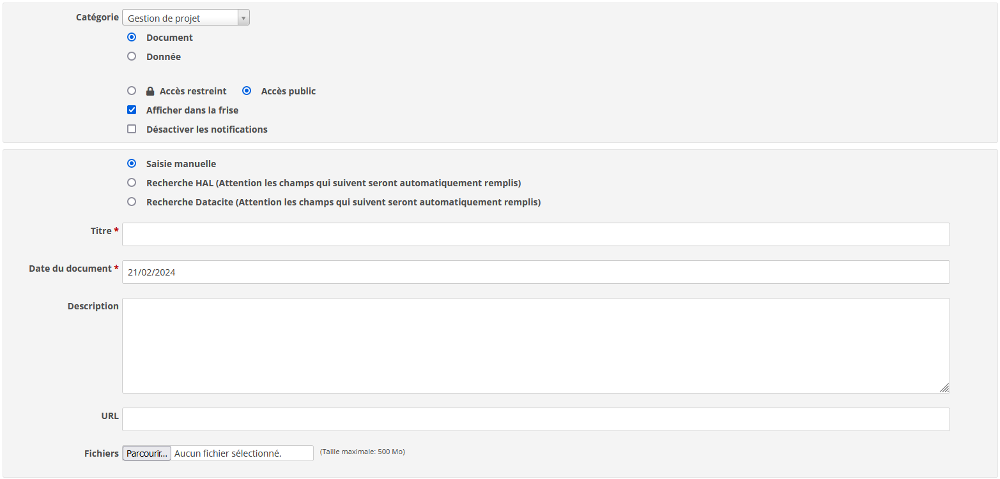 Catégorie Gestion de projet
Document
Donnée
Accès restreint Accès public
Afficher dans la frise
Désactiver les notifications
Saisie manuelle
Recherche HAL (Attention les champs qui suivent seront automatiquement remplis)
Recherche Datacite (Attention les champs qui suivent seront automatiquement remplis)
Titre *
Date du document * 21/02/2024
Description
URL
Fichiers Parcourir... Aucun fichier sélectionné. (Taille maximale: 500 Mo)